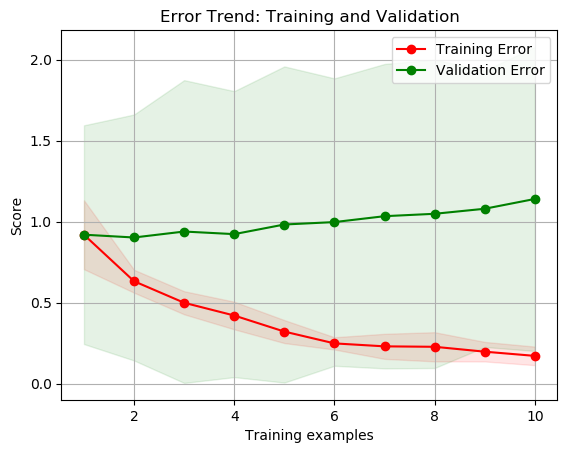 Error Trend: Training and Validation
Training Error
Validation Error
Score
2.0
1.5
1.0
0.5
0.0
2 4 6 8 10
Training examples